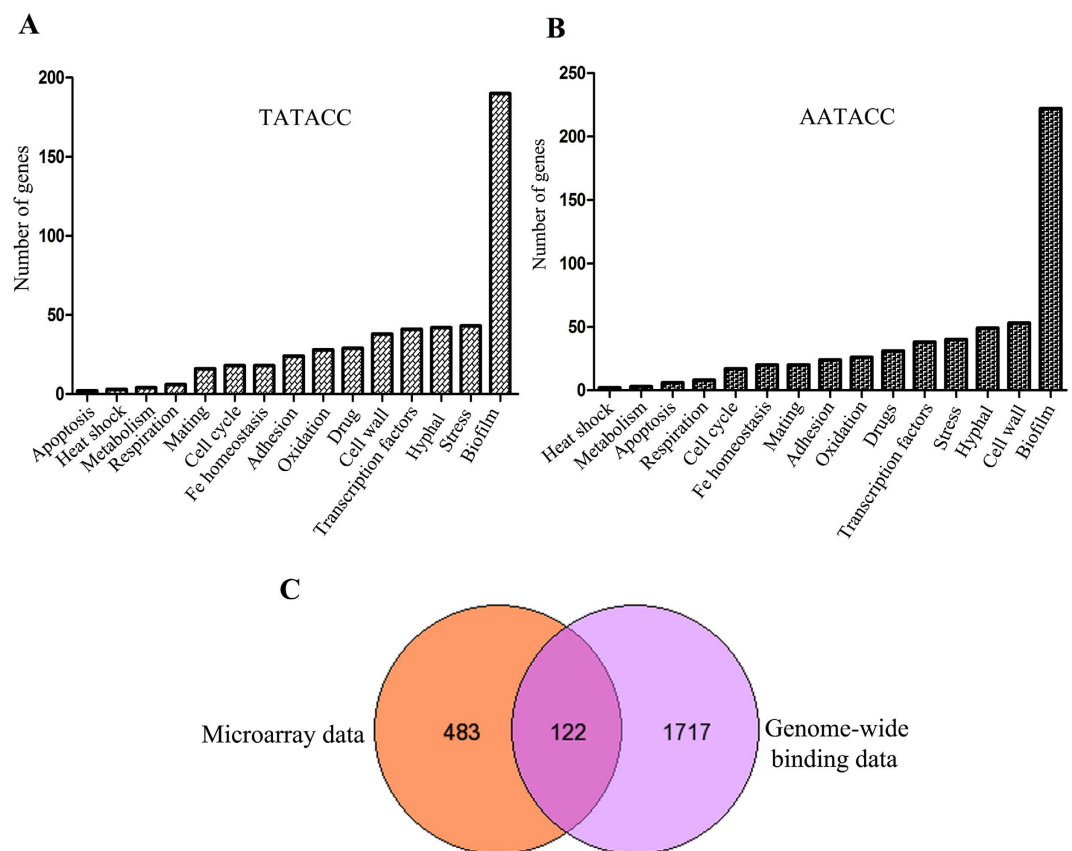 A
200
150
100
50
0
Number of genes
TATACC
Apoptosis
Heat shock
Metabolism
Respiration
Mating
Cell cycle
Fe homeostasis
Adhesion
Oxidation
Drug
Cell wall
Transcription factors
Hyphal
Stress
Biofilm
B
250
200
150
100
50
0
Number of genes
AATACC
Heat shock
Metabolism
Apoptosis
Respiration
Cell cycle
Fe homeostasis
Mating
Adhesion
Oxidation
Drugs
Transcription factors
Stress
Hyphal
Cell wall
Biofilm
C
Microarray data
483
122
1717
Genome-wide
binding data